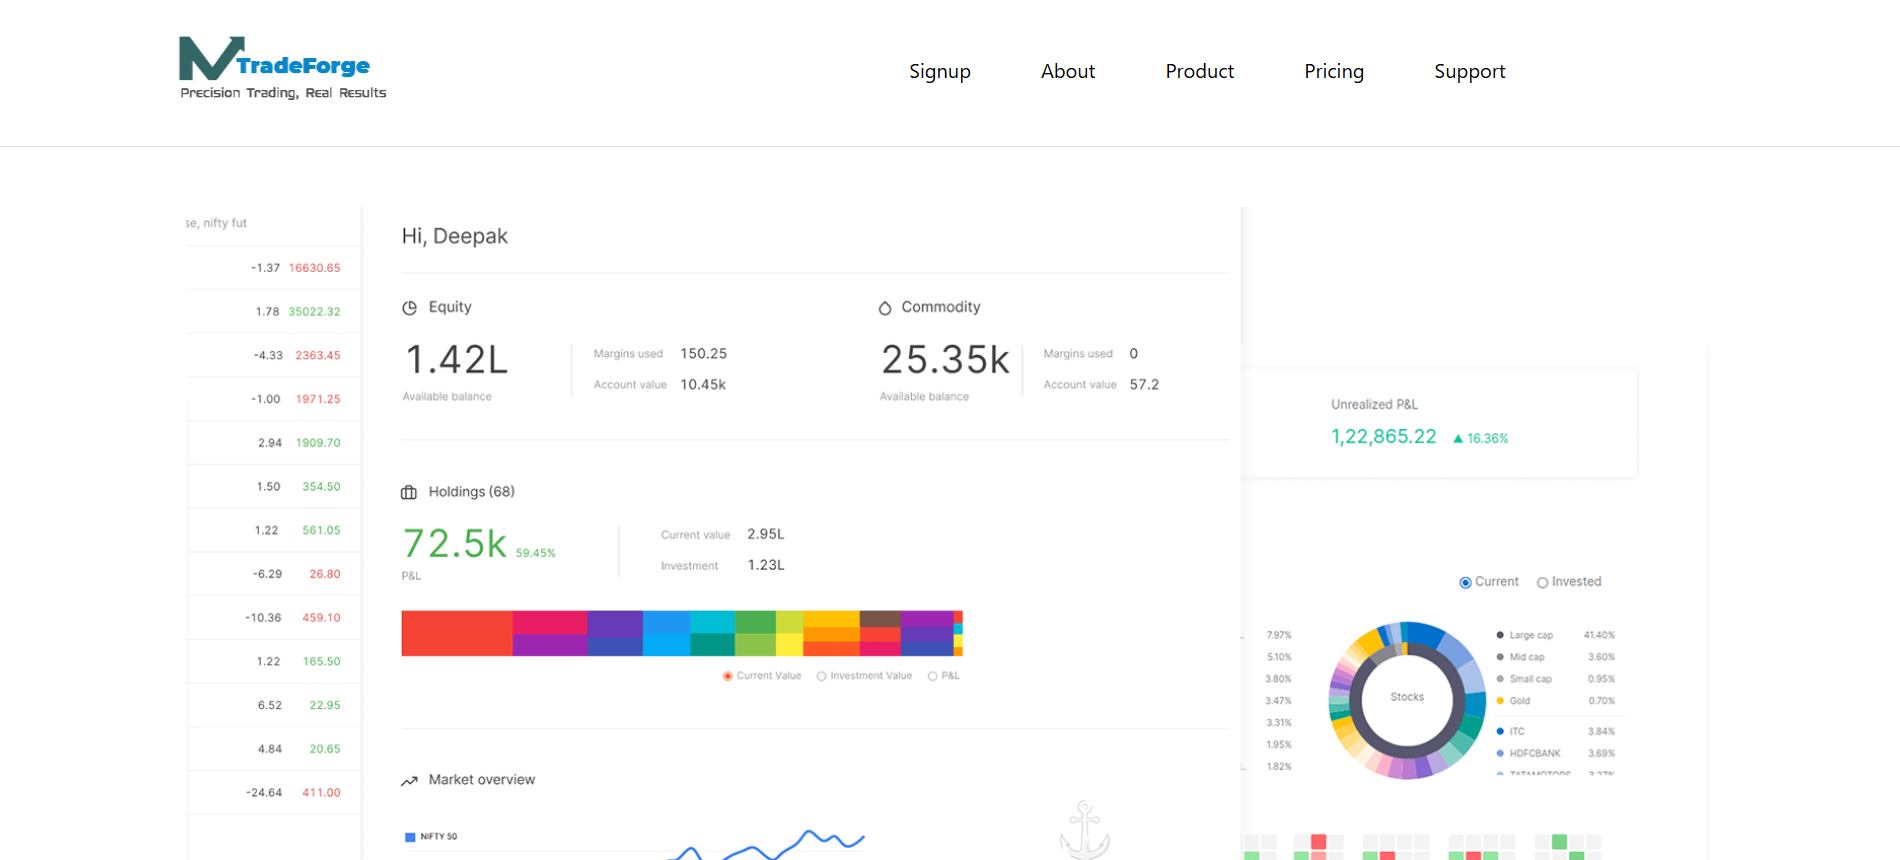 TradeForge
Precision Trading, Real Results
Signup About Product Pricing Support
se, nifty fut
-1.37 16630.65
1.78 35022.32
-4.33 2363.45
-1.00 1971.25
2.94 1909.70
1.50 354.50
1.22 561.05
-6.29 26.80
-10.36 459.10
1.22 165.50
6.52 22.95
4.84 20.65
-24.64 411.00
Hi, Deepak
Equity
1.42L
Available balance
Margins used 150.25
Account value 10.45k
Commodity
25.35k
Available balance
Margins used 0
Account value 57.2
Holdings (68)
72.5k 59.45%
P&L
Current value 2.95L
Investment 1.23L
Current Value Investment Value P&L
Market overview
NIFTY 50
Unrealized P&L
1,22,865.22 ▲ 16.36%
Current Invested
7.97%
5.10%
3.80%
3.47%
3.31%
1.95%
1.82%
Stocks
Large cap 41.40%
Mid cap 3.60%
Small cap 0.95%
Gold 0.70%
ITC 3.84%
HDFCBANK 3.69%
TATAMOTORS 3.27%